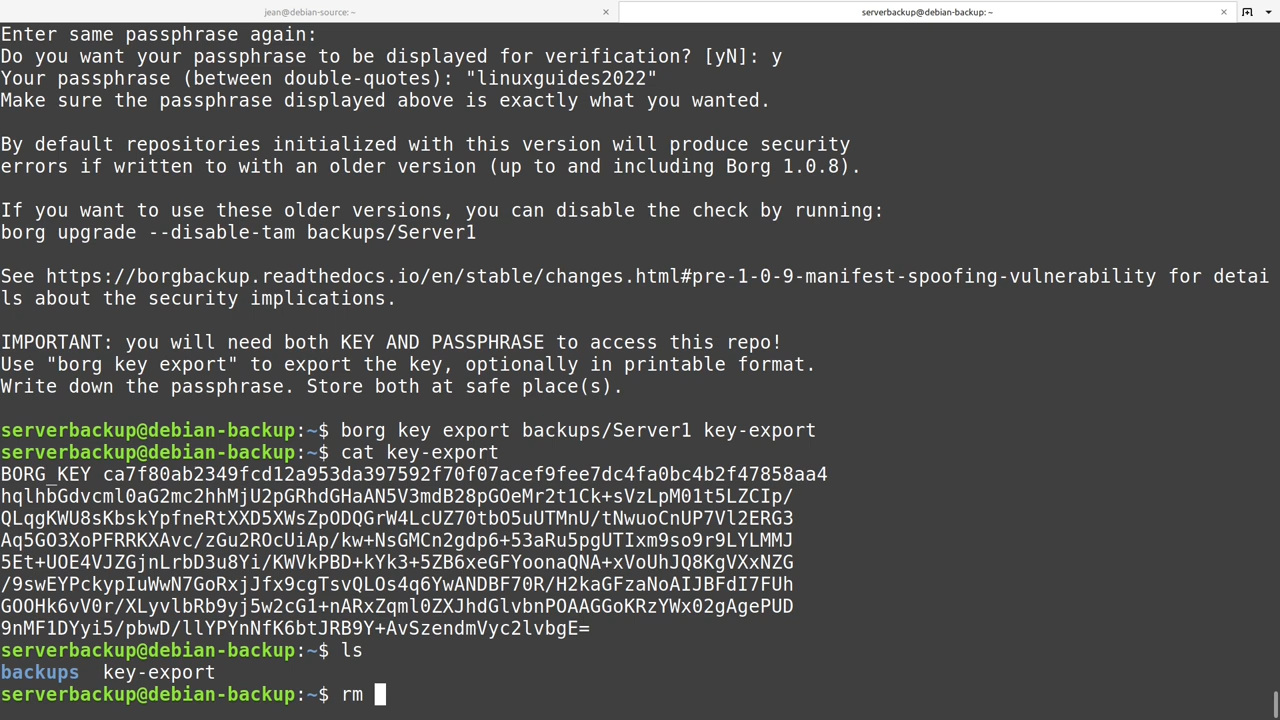 jean@debian-source: ~
serverbackup@debian-backup: ~
Enter same passphrase again:
Do you want your passphrase to be displayed for verification? [yN]: y
Your passphrase (between double-quotes): "linuxguides2022"
Make sure the passphrase displayed above is exactly what you wanted.
By default repositories initialized with this version will produce security
errors if written to with an older version (up to and including Borg 1.0.8).
If you want to use these older versions, you can disable the check by running:
borg upgrade --disable-tam backups/Server1
See https://borgbackup.readthedocs.io/en/stable/changes.html#pre-1-0-9-manifest-spoofing-vulnerability for detai
ls about the security implications.
IMPORTANT: you will need both KEY AND PASSPHRASE to access this repo!
Use "borg key export" to export the key, optionally in printable format.
Write down the passphrase. Store both at safe place(s).
serverbackup@debian-backup:~$ borg key export backups/Server1 key-export
serverbackup@debian-backup:~$ cat key-export
BORG_KEY ca7f80ab2349fcd12a953da397592f70f07acef9fee7dc4fa0bc4b2f47858aa4
hqlhbGdvcml0aG2mc2hhMjU2pGRhdGHaAN5V3mdB28pGOeMr2t1Ck+sVzLpM01t5LZCIp/
QLqgKWU8sKbskYpfneRtXXD5XWsZpODQGrW4LcUZ70tbO5uUTMnU/tNwuoCnUP7Vl2ERG3
Aq5GO3XoPFRRKXAvc/zGu2ROcUiAp/kw+NsGMCn2gdp6+53aRu5pgUTIxm9so9r9LYLMMJ
5Et+UOE4VJZGjnLrbD3u8Yi/KWVkPBD+kYk3+5ZB6xeGFYoonaQNA+xVoUhJQ8KgVXxNZG
/9swEYPckypIuWwN7GoRxjJfx9cgTsvQLOs4q6YwANDBF70R/H2kaGFzaNoAIJBFdI7FUh
GOOHk6vV0r/XLyvlbRb9yj5w2cG1+nARxZqml0ZXJhdGlvbnPOAAGGoKRzYWx02gAgePUD
9nMF1DYyi5/pbwD/llYPYnNfK6btJRB9Y+AvSzendmVyc2lvbgE=
serverbackup@debian-backup:~$ ls
backups  key-export
serverbackup@debian-backup:~$ rm